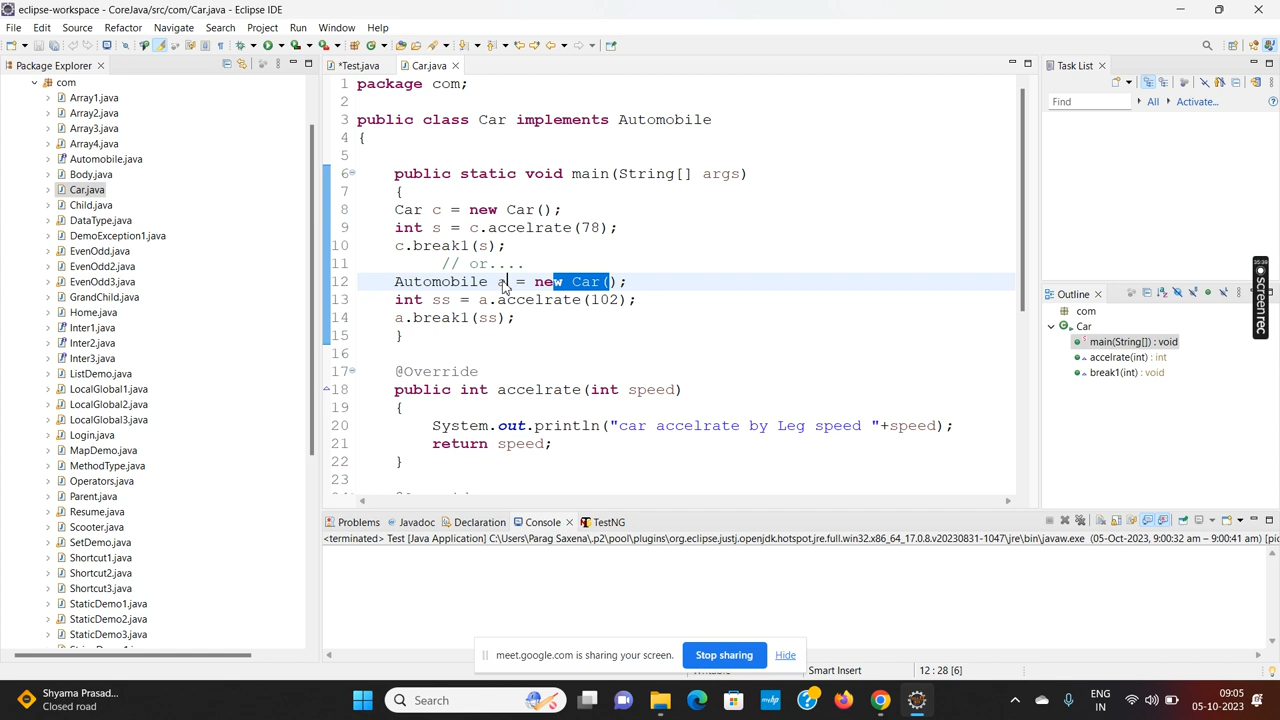 eclipse-workspace - CoreJava/src/com/Car.java - Eclipse IDE
File Edit Source Refactor Navigate Search Project Run Window Help
Package Explorer
com
Array1.java
Array2.java
Array3.java
Array4.java
Automobile.java
Body.java
Car.java
Child.java
DataType.java
DemoException1.java
EvenOdd.java
EvenOdd2.java
EvenOdd3.java
GrandChild.java
Home.java
Inter1.java
Inter2.java
Inter3.java
ListDemo.java
LocalGlobal1.java
LocalGlobal2.java
LocalGlobal3.java
Login.java
MapDemo.java
MethodType.java
Operators.java
Parent.java
Resume.java
Scooter.java
SetDemo.java
Shortcut1.java
Shortcut2.java
Shortcut3.java
StaticDemo1.java
StaticDemo2.java
StaticDemo3.java
*Test.java Car.java
1 package com;
2
3 public class Car implements Automobile
4 {
5
6 public static void main(String[] args)
7 {
8 Car c = new Car();
9 int s = c.accelrate(78);
10 c.break1(s);
11 // or....
12 Automobile a = new Car();
13 int ss = a.accelrate(102);
14 a.break1(ss);
15 }
16
17 @Override
18 public int accelrate(int speed)
19 {
20 System.out.println("car accelrate by Leg speed "+speed);
21 return speed;
22 }
23
Task List
Find All Activate...
Outline
com
Car
main(String[]) : void
accelrate(int) : int
break1(int) : void
35:39
screenrec
Problems Javadoc Declaration Console TestNG
<terminated> Test [Java Application] C:\Users\Parag Saxena\.p2\pool\plugins\org.eclipse.justj.openjdk.hotspot.jre.full.win32.x86_64_17.0.8.v20230831-1047\jre\bin\javaw.exe (05-Oct-2023, 9:00:32 am – 9:00:41 am) [pic
meet.google.com is sharing your screen. Stop sharing Hide
Smart Insert 12 : 28 [6]
Shyama Prasad...
Closed road
Search
ENG
IN
09:05
05-10-2023